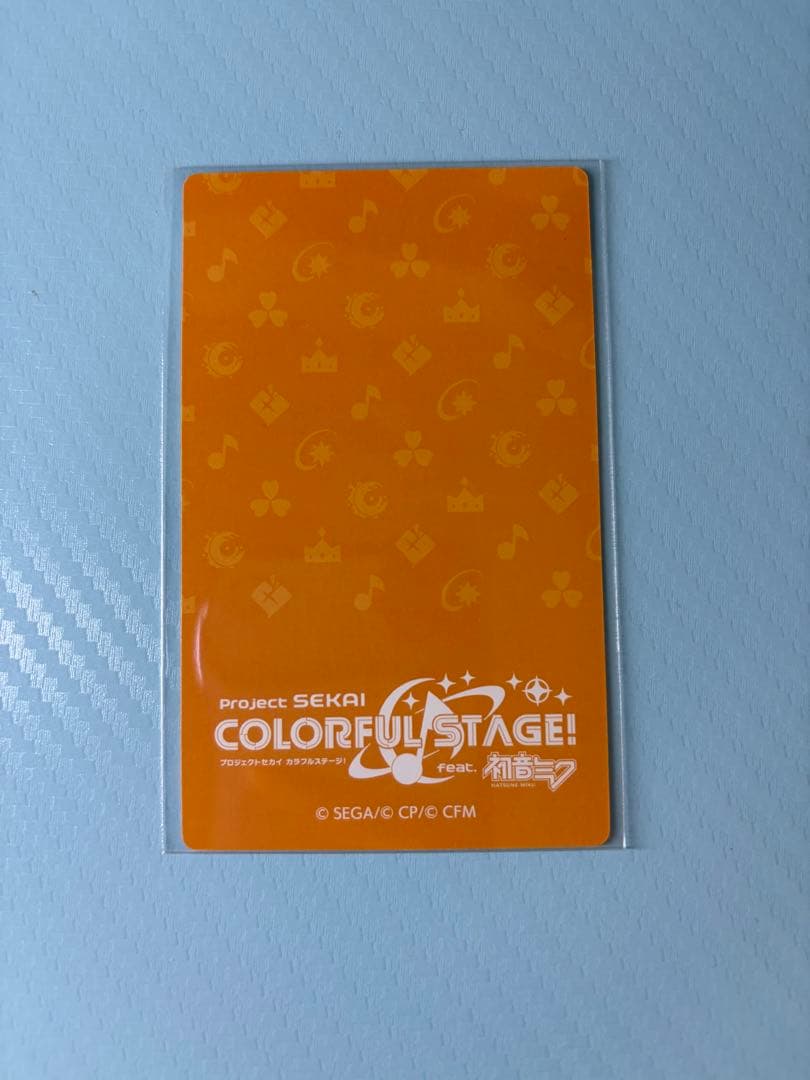 Project SEKAI
COLORFUL STAGE!
プロジェクトセカイ カラフルステージ！
feat. 初音ミク
HATSUNE MIKU
© SEGA/© CP/© CFM